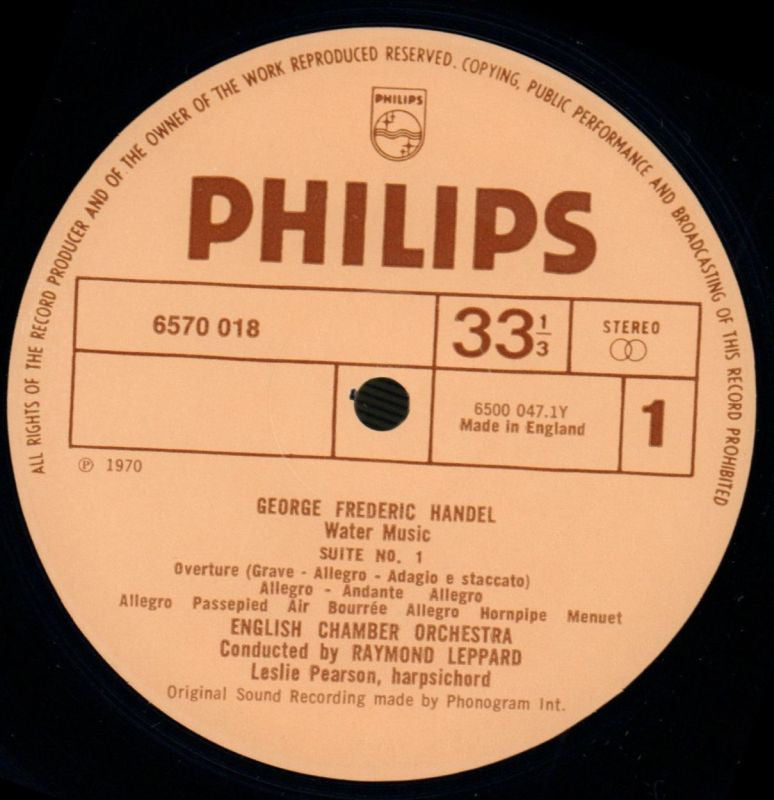 ALL RIGHTS OF THE RECORD PRODUCER AND OF THE OWNER OF THE WORK REPRODUCED RESERVED. COPYING, PUBLIC PERFORMANCE AND BROADCASTING OF THIS RECORD PROHIBITED
PHILIPS
PHILIPS
6570 018
33 1/3
STEREO
6500 047.1Y
Made in England
1
℗ 1970
GEORGE FREDERIC HANDEL
Water Music
SUITE NO. 1
Overture (Grave - Allegro - Adagio e staccato)
Allegro - Andante Allegro
Allegro Passepied Air Bourrée Allegro Hornpipe Menuet
ENGLISH CHAMBER ORCHESTRA
Conducted by RAYMOND LEPPARD
Leslie Pearson, harpsichord
Original Sound Recording made by Phonogram Int.